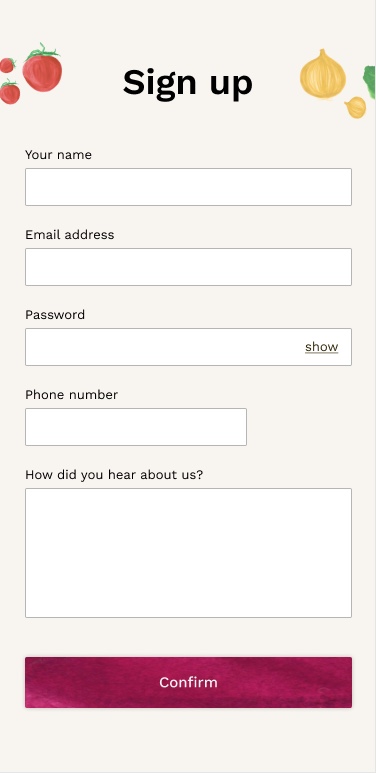 Sign up
Your name
Email address
Password
show
Phone number
How did you hear about us?
Confirm